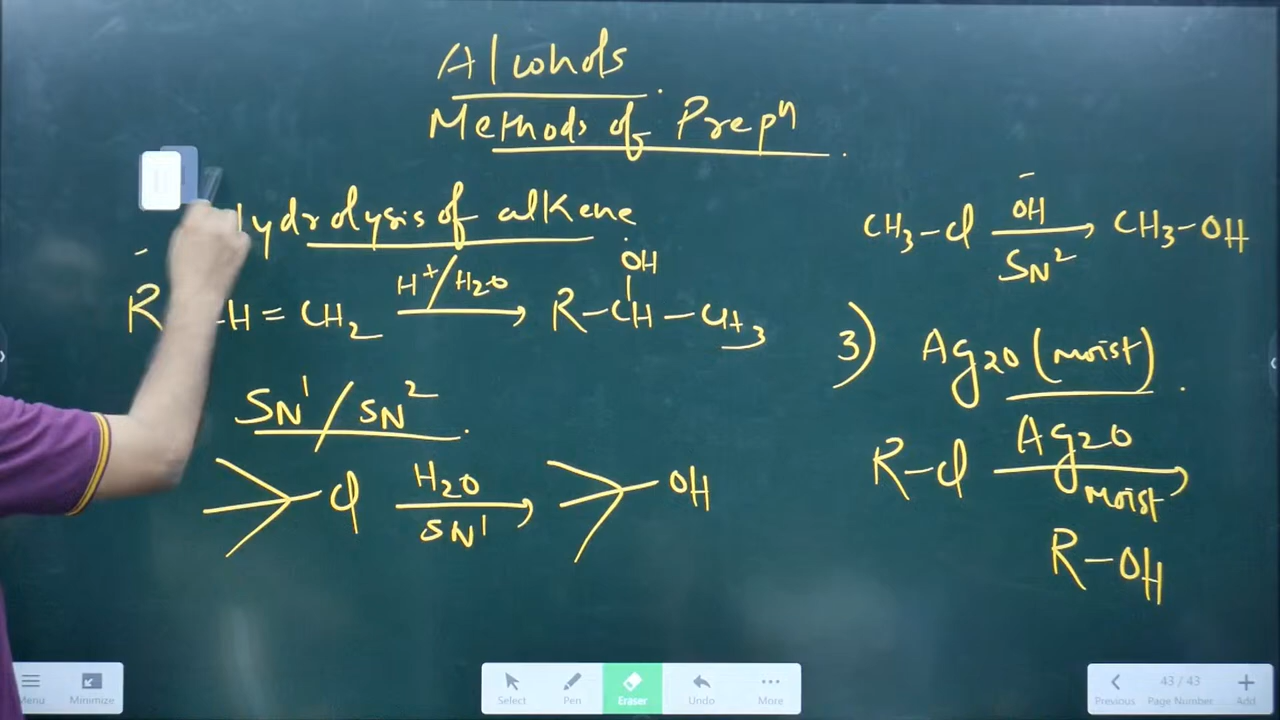 Alcohols
Methods of Prepⁿ
Hydrolysis of alkene
R H = CH₂ H⁺/H₂O R-CH-CH₃
OH
SN¹/SN²
Cl H₂O SN¹ OH
CH₃-Cl OH⁻ SN² CH₃-OH
3) Ag₂O (moist)
R-Cl Ag₂O moist
R-OH
Menu Minimize Select Pen Eraser Undo More Previous 43 / 43 Page Number Add